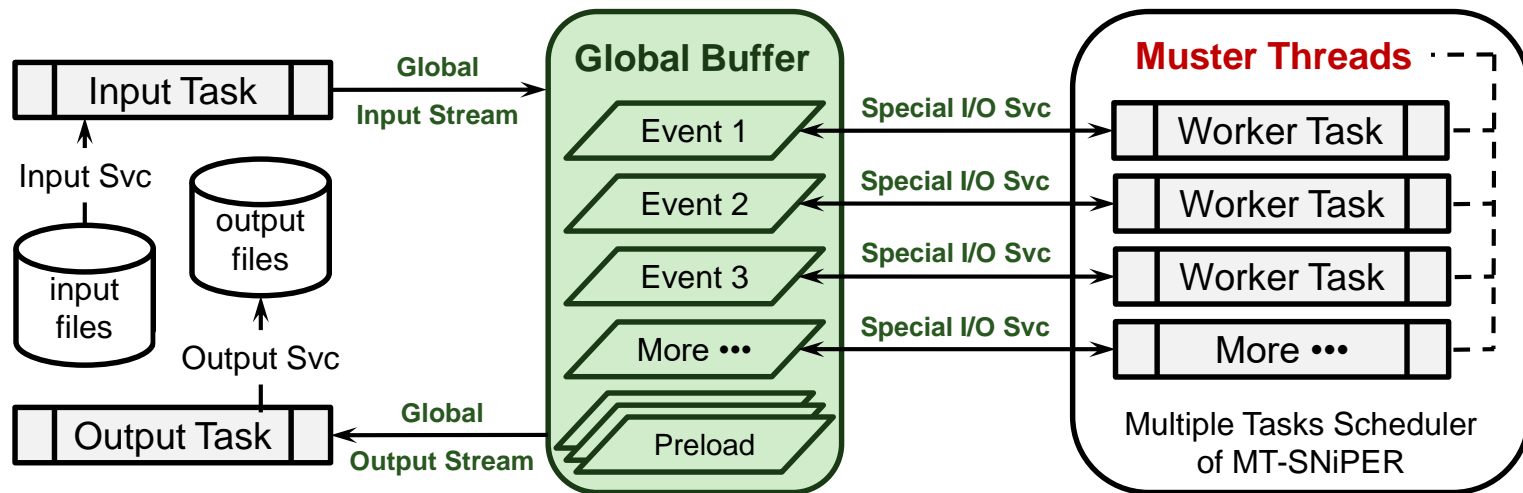 Input Task
Input Svc
input
files
output
files
Output Svc
Output Task
Global
Input Stream
Global
Output Stream
Global Buffer
Event 1
Event 2
Event 3
More •••
Preload
Special I/O Svc
Special I/O Svc
Special I/O Svc
Special I/O Svc
Muster Threads
Worker Task
Worker Task
Worker Task
More •••
Multiple Tasks Scheduler
of MT-SNiPER